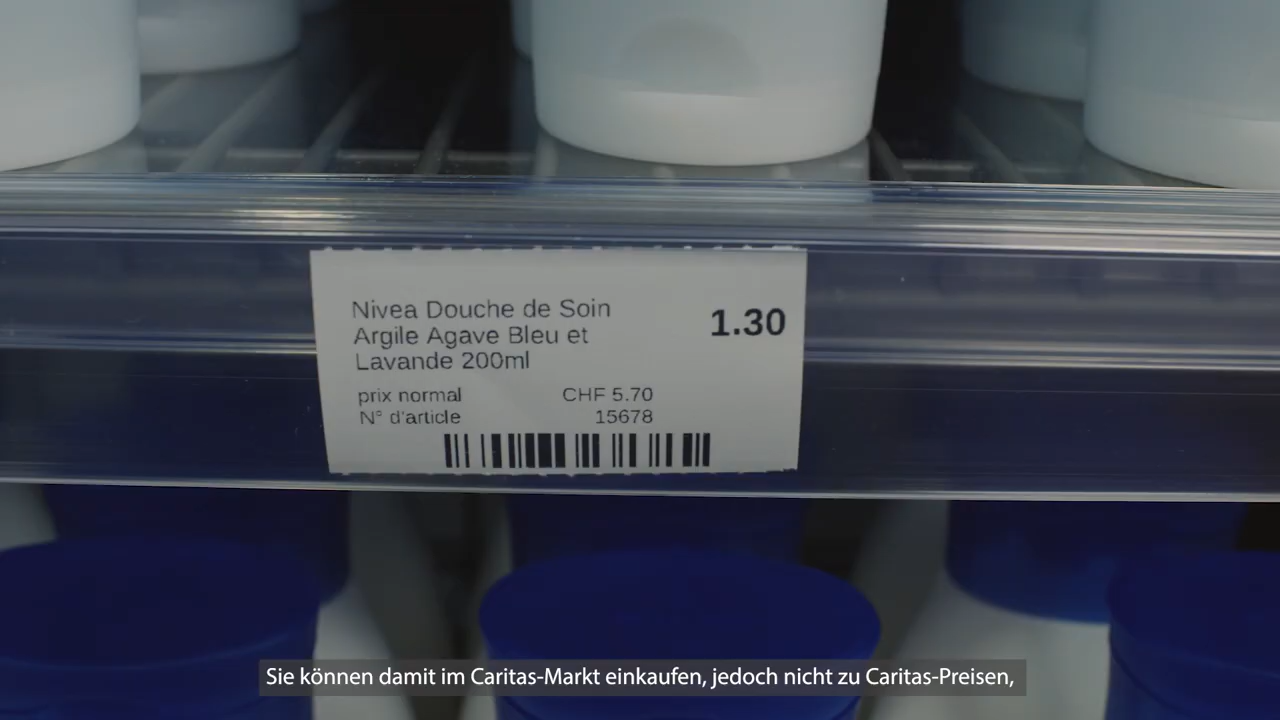 Nivea Douche de Soin
Argile Agave Bleu et
Lavande 200ml
1.30
prix normal CHF 5.70
N° d'article 15678
Sie können damit im Caritas-Markt einkaufen, jedoch nicht zu Caritas-Preisen,